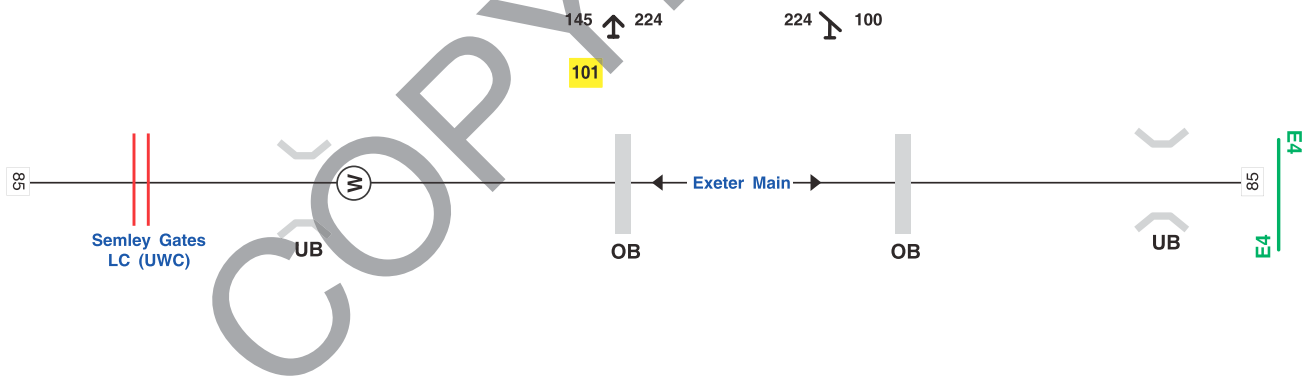 145 224
224 100
101
E4
85
W
Exeter Main
85
Semley Gates
LC (UWC)
UB
OB
OB
UB
E4
COPY